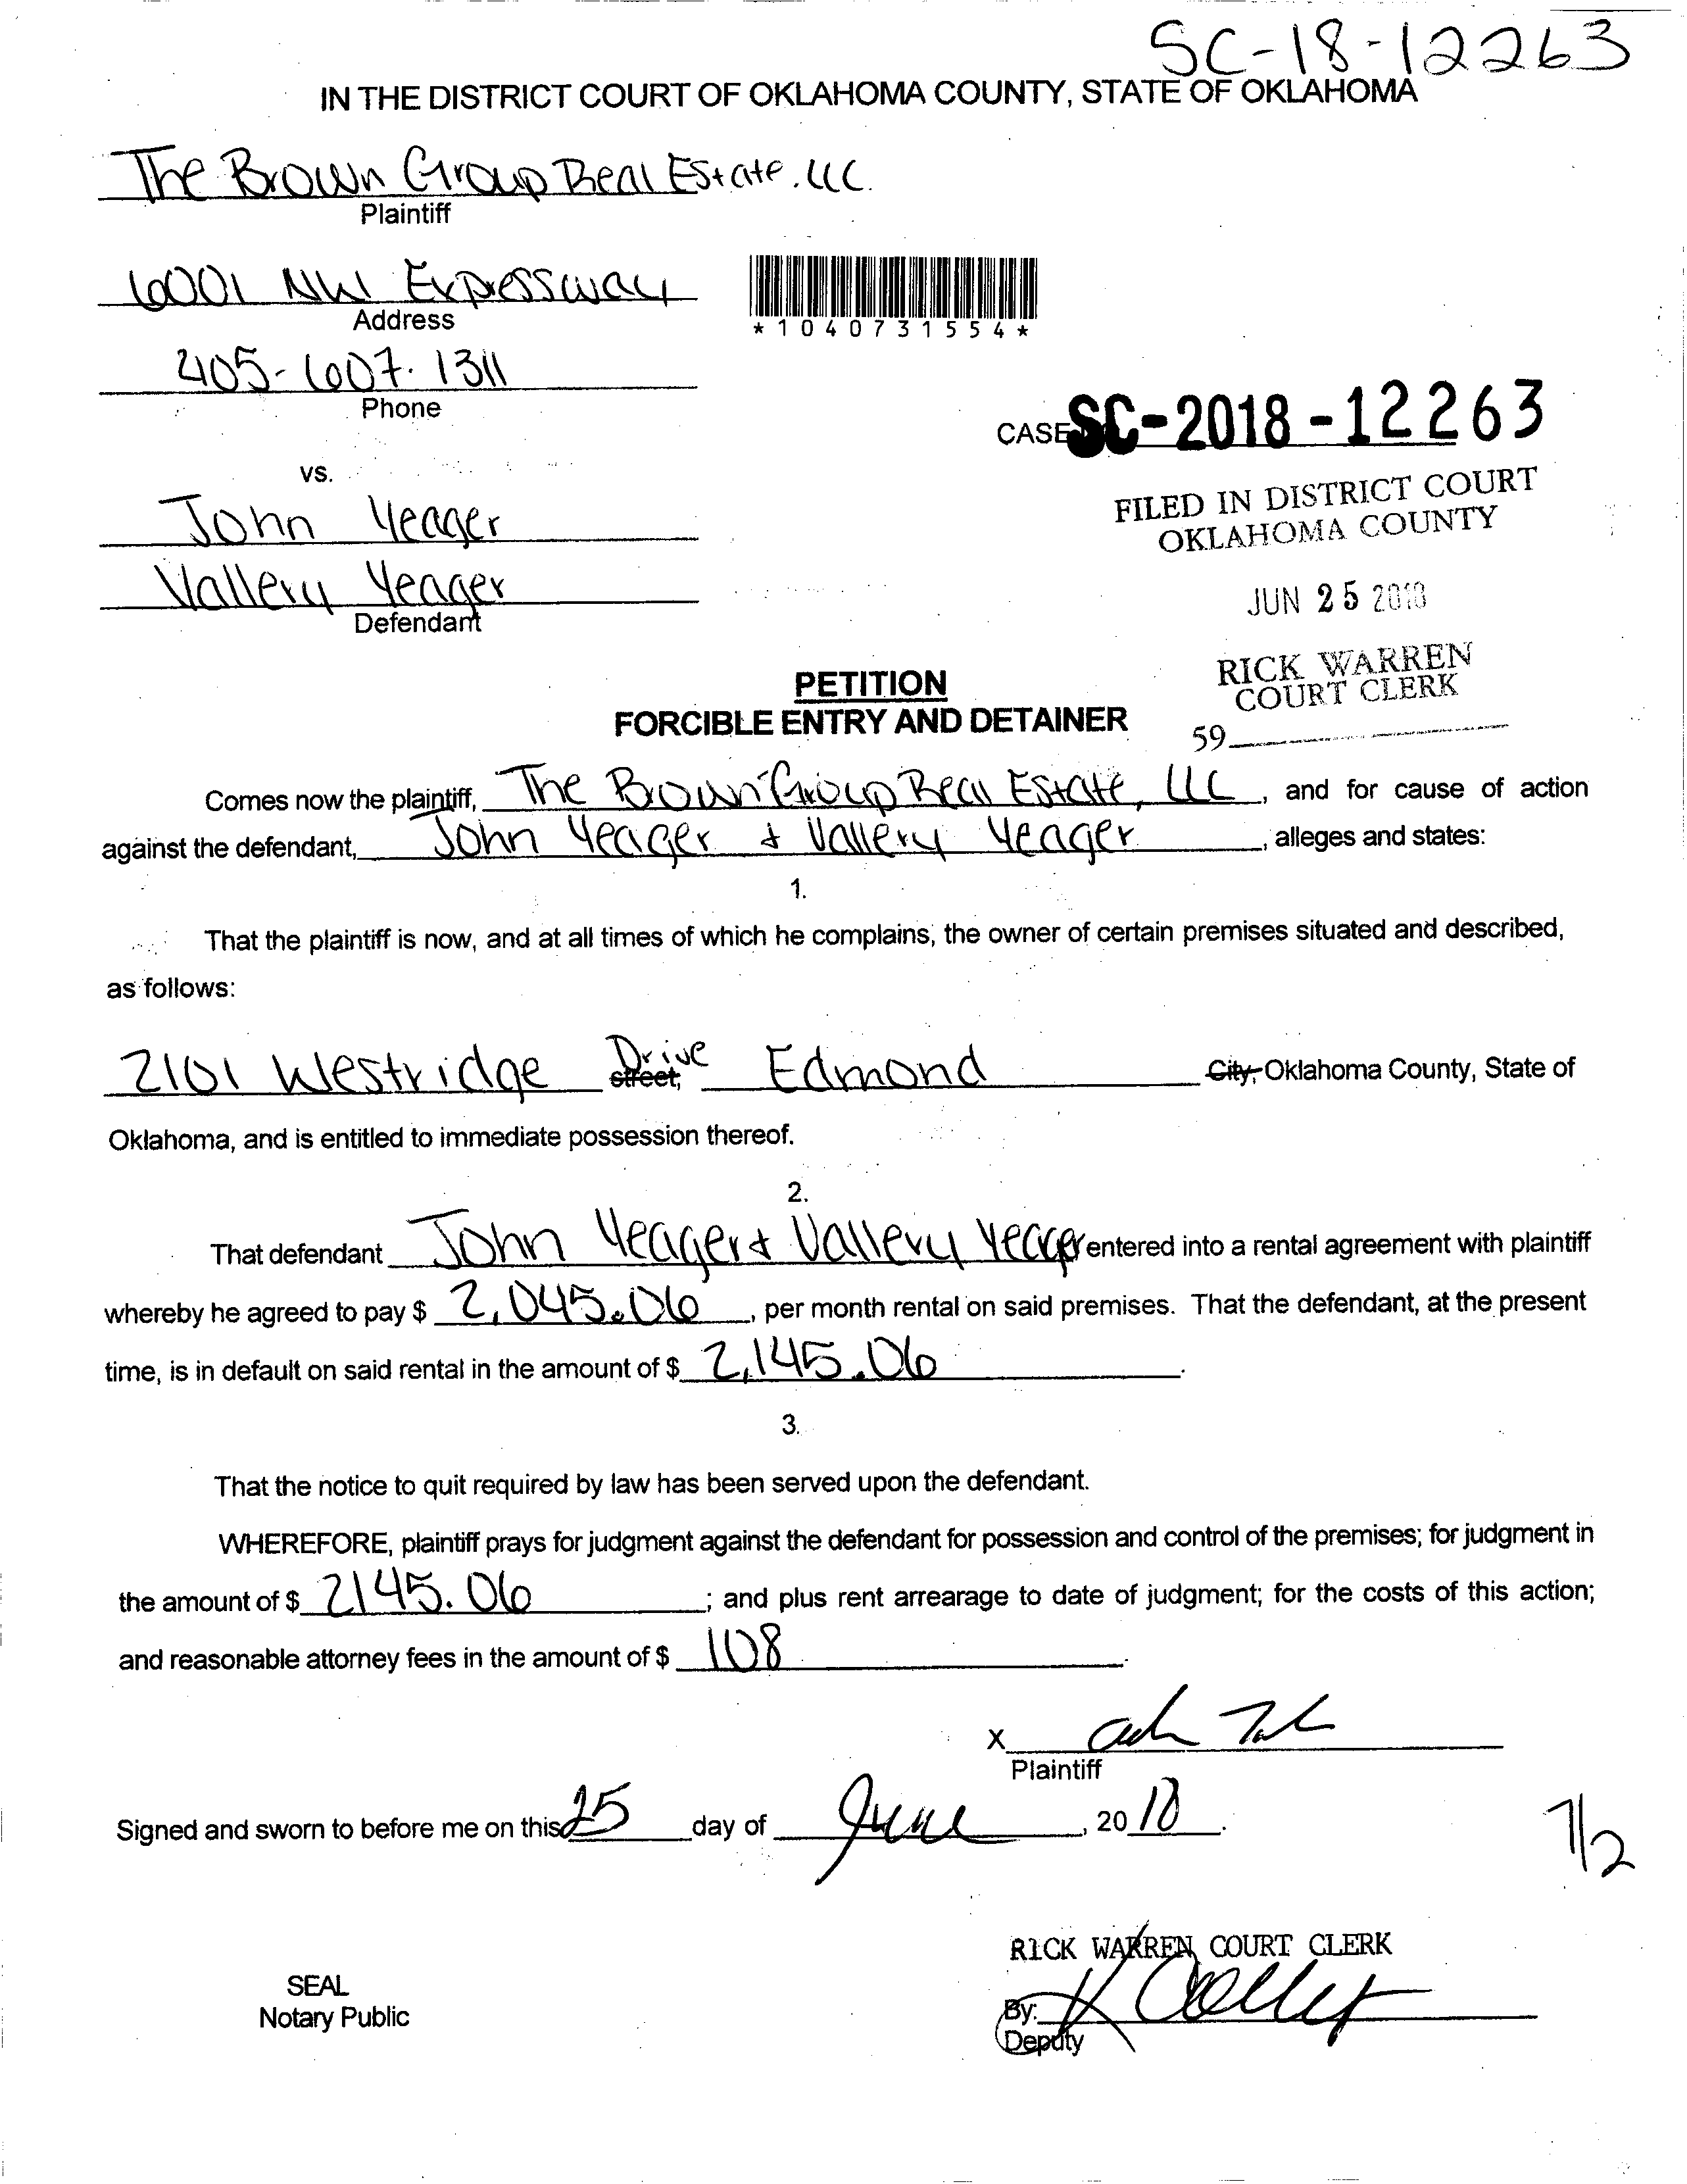 SC-18-12263
IN THE DISTRICT COURT OF OKLAHOMA COUNTY, STATE OF OKLAHOMA
The Brown Group Real Estate, LLC.
Plaintiff
6001 NW Expressway
Address
*1040731554*
405-607-1311
Phone
CASE SC-2018-12263
vs.
FILED IN DISTRICT COURT
OKLAHOMA COUNTY
John Yeager
Vallery Yeager
Defendant
JUN 25 2018
RICK WARREN
COURT CLERK
59
PETITION
FORCIBLE ENTRY AND DETAINER
Comes now the plaintiff, The Brown Group Real Estate, LLC, and for cause of action
against the defendant, John Yeager & Vallery Yeager, alleges and states:
1.
That the plaintiff is now, and at all times of which he complains, the owner of certain premises situated and described,
as follows:
2101 Westridge Drive street, Edmond City, Oklahoma County, State of
Oklahoma, and is entitled to immediate possession thereof.
2.
That defendant John Yeager & Vallery Yeager entered into a rental agreement with plaintiff
whereby he agreed to pay $ 2,045.06, per month rental on said premises. That the defendant, at the present
time, is in default on said rental in the amount of $ 2,145.06.
3.
That the notice to quit required by law has been served upon the defendant.
WHEREFORE, plaintiff prays for judgment against the defendant for possession and control of the premises; for judgment in
the amount of $ 2145.06; and plus rent arrearage to date of judgment; for the costs of this action;
and reasonable attorney fees in the amount of $ 108.
X
Plaintiff
Signed and sworn to before me on this 25 day of June, 20 18.
7/2
RICK WARREN COURT CLERK
SEAL
Notary Public
By:
Deputy